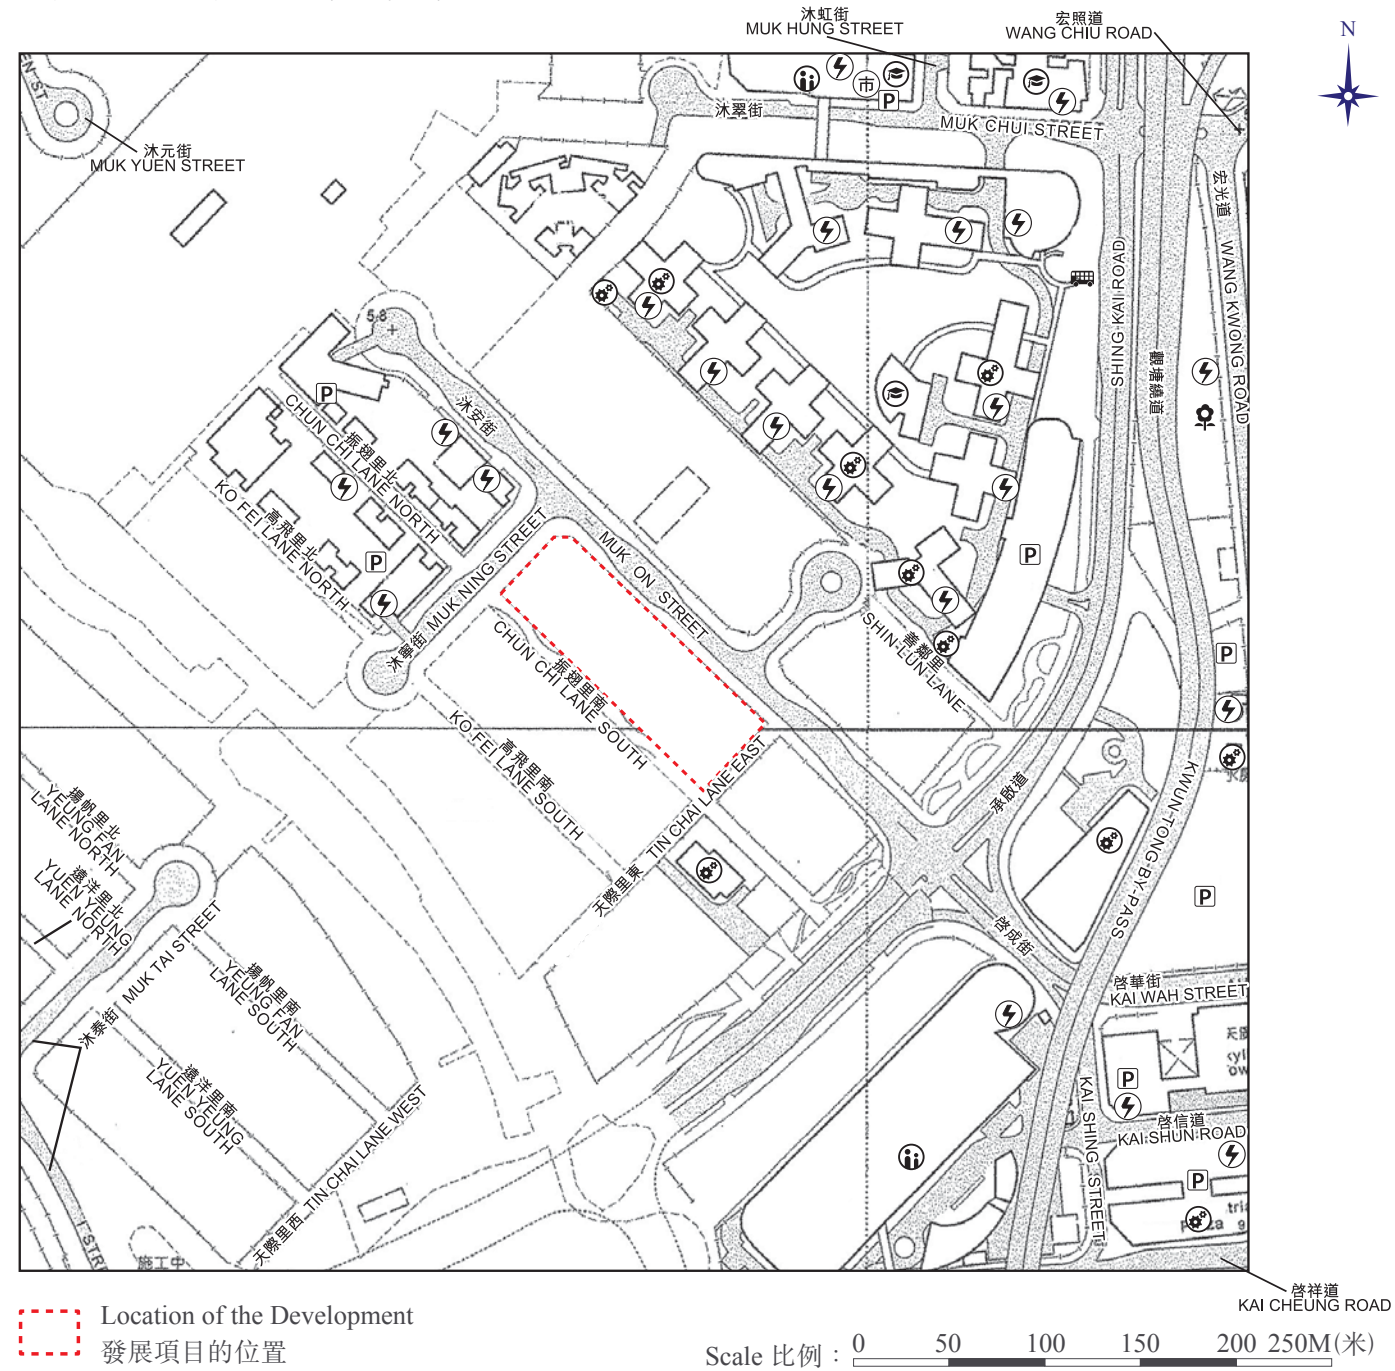 沐虹街
MUK HUNG STREET
宏照道
WANG CHIU ROAD
N
EN ST
沐元街
MUK YUEN STREET
沐翠街
MUK CHUI STREET
市
P
宏光道
WANG KWONG ROAD
SHING KAI ROAD
觀塘繞道
5.8
P
沐安街
CHUN CHI LANE NORTH
振翅里北
KO FEI LANE NORTH
高飛里北
P
沐寧街
MUK NING STREET
MUK ON STREET
P
善鄰里
SHIN LUN LANE
CHUN CHI LANE SOUTH
振翅里南
KO FEI LANE SOUTH
高飛里南
P
天際里東
TIN CHAI LANE EAST
承啟道
KWUN TONG BY-PASS
揚帆里北
YEUNG FAN
LANE NORTH
遠洋里北
YUEN YEUNG
LANE NORTH
P
沐泰街
MUK TAI STREET
啓成街
揚帆里南
YEUNG FAN
LANE SOUTH
啓華街
KAI WAH STREET
遠洋里南
YUEN YEUNG
LANE SOUTH
P
KAI SHING STREET
啓信道
KAI SHUN ROAD
天際里西
TIN CHAI LANE WEST
P
施工中
啓祥道
KAI CHEUNG ROAD
Location of the Development
發展項目的位置
Scale 比例：
0 50 100 150 200 250M(米)